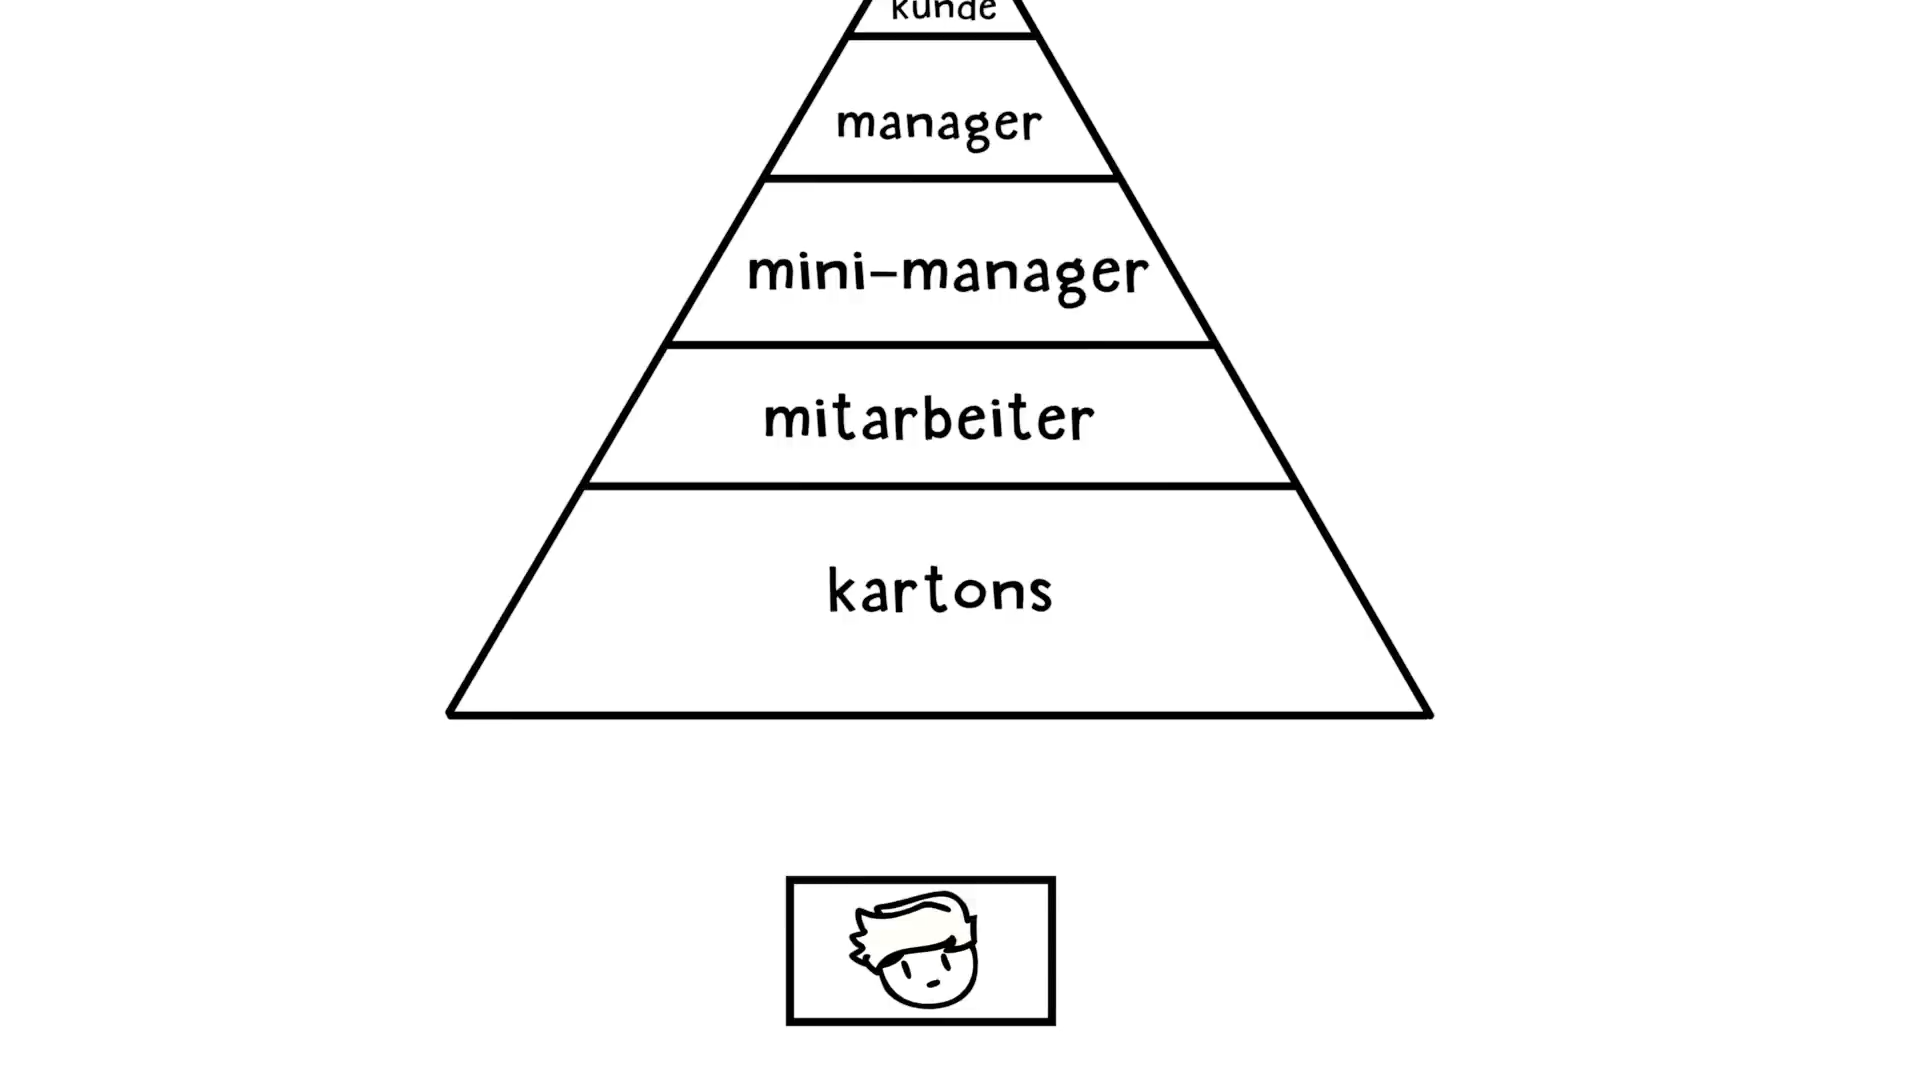 kunde
manager
mini-manager
mitarbeiter
kartons